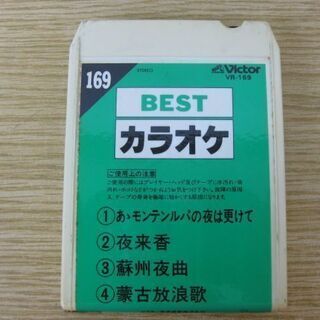 169
STEREO
Victor
VR-169
BEST
カラオケ
ご使用上の注意
①あゝモンテンルパの夜は更けて
②夜来香
③蘇州夜曲
④蒙古放浪歌